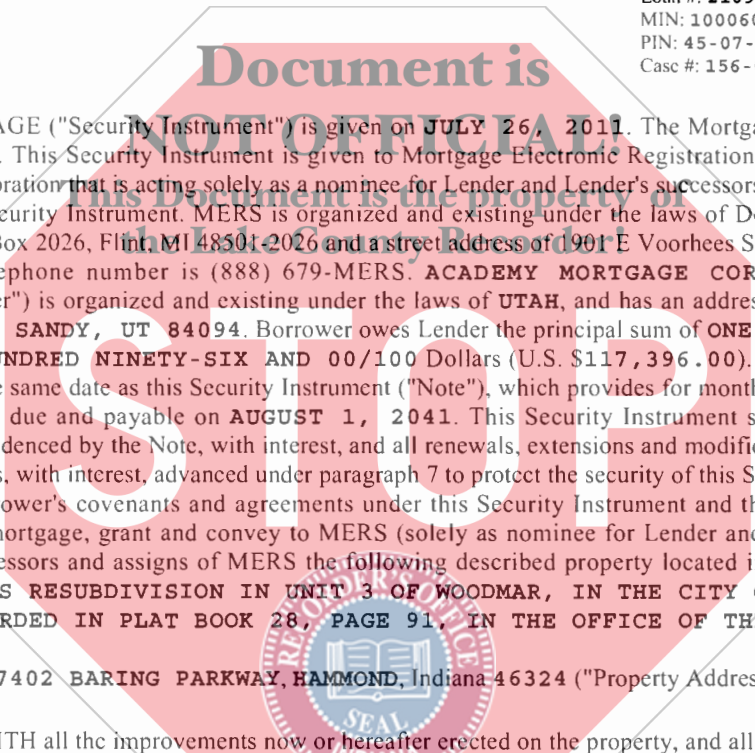 MIN: 100060
PIN: 45-07-
Case #: 156-
Document is
NOT OFFICIAL!
This Document is the property of
the Lake County Recorder!
STOP
AGE ("Security Instrument") is given on JULY 26, 2011. The Mortga
. This Security Instrument is given to Mortgage Electronic Registration
oration that is acting solely as a nominee for Lender and Lender's successors
curity Instrument. MERS is organized and existing under the laws of De
Box 2026, Flint, MI 48501-2026 and a street address of 1901 E Voorhees S
ephone number is (888) 679-MERS. ACADEMY MORTGAGE COR
er") is organized and existing under the laws of UTAH, and has an addres
SANDY, UT 84094. Borrower owes Lender the principal sum of ONE
UNDRED NINETY-SIX AND 00/100 Dollars (U.S. $117,396.00).
e same date as this Security Instrument ("Note"), which provides for month
due and payable on AUGUST 1, 2041. This Security Instrument s
denced by the Note, with interest, and all renewals, extensions and modific
s, with interest, advanced under paragraph 7 to protect the security of this S
ower's covenants and agreements under this Security Instrument and th
mortgage, grant and convey to MERS (solely as nominee for Lender and
essors and assigns of MERS the following described property located i
S RESUBDIVISION IN UNIT 3 OF WOODMAR, IN THE CITY
RDED IN PLAT BOOK 28, PAGE 91, IN THE OFFICE OF TH
7402 BARING PARKWAY, HAMMOND, Indiana 46324 ("Property Addres
ITH all the improvements now or hereafter erected on the property, and all
RECORDER'S OFFICE
SEAL